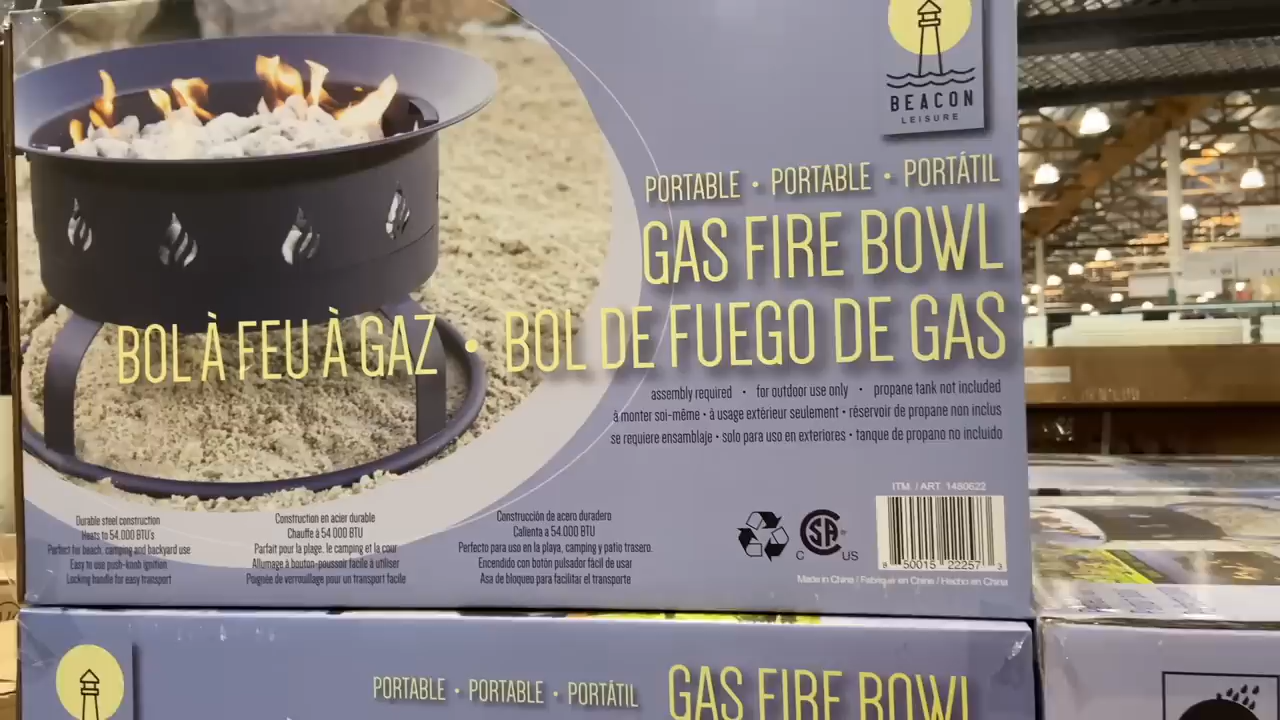 BEACON
LEISURE
PORTABLE • PORTABLE • PORTÁTIL
GAS FIRE BOWL
BOL À FEU À GAZ • BOL DE FUEGO DE GAS
assembly required • for outdoor use only • propane tank not included
à monter soi-même • à usage extérieur seulement • réservoir de propane non inclus
se requiere ensamblaje • solo para uso en exteriores • tanque de propano no incluido
Durable steel construction
Heats to 54,000 BTU's
Perfect for beach, camping and backyard use
Easy to use push-knob ignition
Locking handle for easy transport
Construction en acier durable
Chauffe à 54 000 BTU
Parfait pour la plage, le camping et la cour
Allumage à bouton-poussoir facile à utiliser
Poignée de verrouillage pour un transport facile
Construcción de acero duradero
Calienta a 54.000 BTU
Perfecto para uso en la playa, camping y patio trasero.
Encendido con botón pulsador fácil de usar
Asa de bloqueo para facilitar el transporte
C SA US
ITM. / ART. 1480622
8 50015 22257 3
Made in China / Fabriqué en Chine / Hecho en China
PORTABLE • PORTABLE • PORTÁTIL
GAS FIRE BOWL